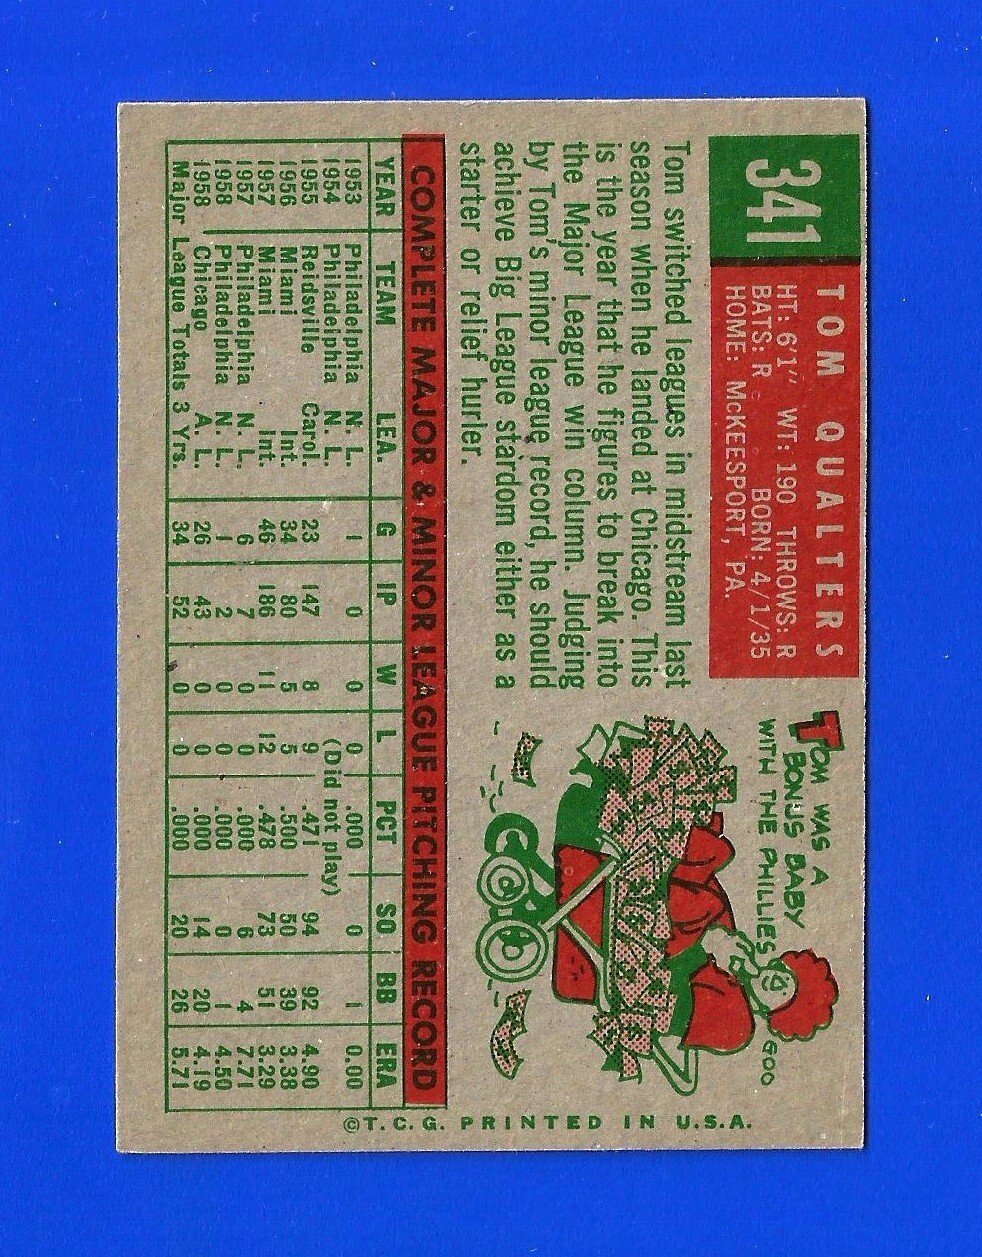 341
TOM QUALTERS
HT: 6'1" WT: 190 THROWS: R
BATS: R BORN: 4/1/35
HOME: McKEESPORT, PA.
Tom switched leagues in midstream last
season when he landed at Chicago. This
is the year that he figures to break into
the Major League win column. Judging
by Tom's minor league record, he should
achieve Big League stardom either as a
starter or relief hurler.
TOM WAS A
BONUS BABY
WITH THE PHILLIES
GOO
COMPLETE MAJOR & MINOR LEAGUE PITCHING RECORD
YEAR TEAM LEA. G IP W L PCT SO BB ERA
1953 Philadelphia N. L. 1 0 0 0 .000 0 1 0.00
1954 Philadelphia N. L. (Did not play)
1955 Reidsville Carol. 23 147 8 9 .471 94 92 4.90
1956 Miami Int. 34 80 5 5 .500 50 39 3.38
1957 Miami Int. 46 186 11 12 .478 73 51 3.29
1957 Philadelphia N. L. 6 7 0 0 .000 6 4 7.71
1958 Philadelphia N. L. 1 2 0 0 .000 0 1 4.50
1958 Chicago A. L. 26 43 0 0 .000 14 20 4.19
Major League Totals 3 Yrs. 34 52 0 0 .000 20 26 5.71
©T.C.G. PRINTED IN U.S.A.